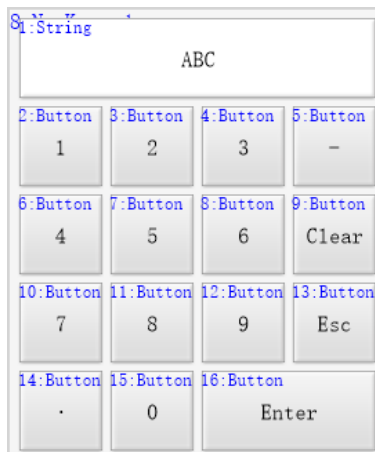 1:String
ABC
2:Button 3:Button 4:Button 5:Button
1 2 3 -
6:Button 7:Button 8:Button 9:Button
4 5 6 Clear
10:Button 11:Button 12:Button 13:Button
7 8 9 Esc
14:Button 15:Button 16:Button
. 0 Enter